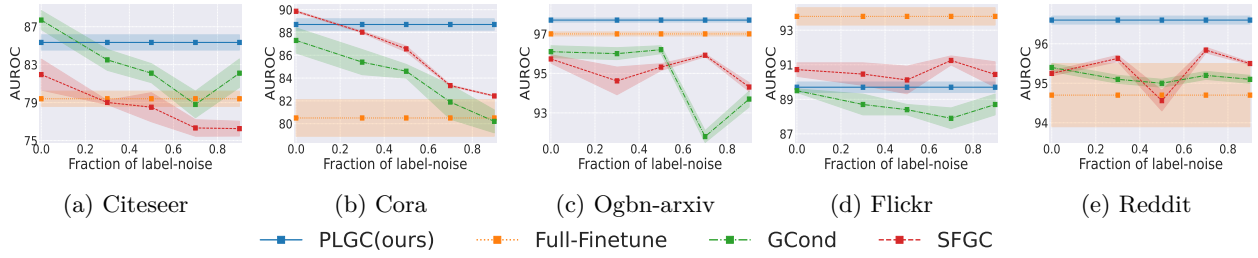 AUROC
87
83
79
75
0.0 0.2 0.4 0.6 0.8
Fraction of label-noise
(a) Citeseer
AUROC
90
88
86
84
82
80
0.0 0.2 0.4 0.6 0.8
Fraction of label-noise
(b) Cora
AUROC
97
95
93
0.0 0.2 0.4 0.6 0.8
Fraction of label-noise
(c) Ogbn-arxiv
AUROC
93
91
89
87
0.0 0.2 0.4 0.6 0.8
Fraction of label-noise
(d) Flickr
AUROC
96
95
94
0.0 0.2 0.4 0.6 0.8
Fraction of label-noise
(e) Reddit
PLGC(ours) Full-Finetune GCond SFGC